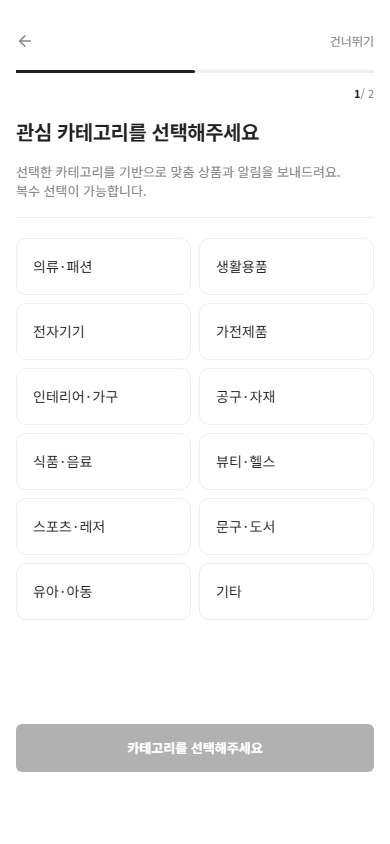 건너뛰기
1/ 2
관심 카테고리를 선택해주세요
선택한 카테고리를 기반으로 맞춤 상품과 알림을 보내드려요.
복수 선택이 가능합니다.
의류·패션
생활용품
전자기기
가전제품
인테리어·가구
공구·자재
식품·음료
뷰티·헬스
스포츠·레저
문구·도서
유아·아동
기타
카테고리를 선택해주세요